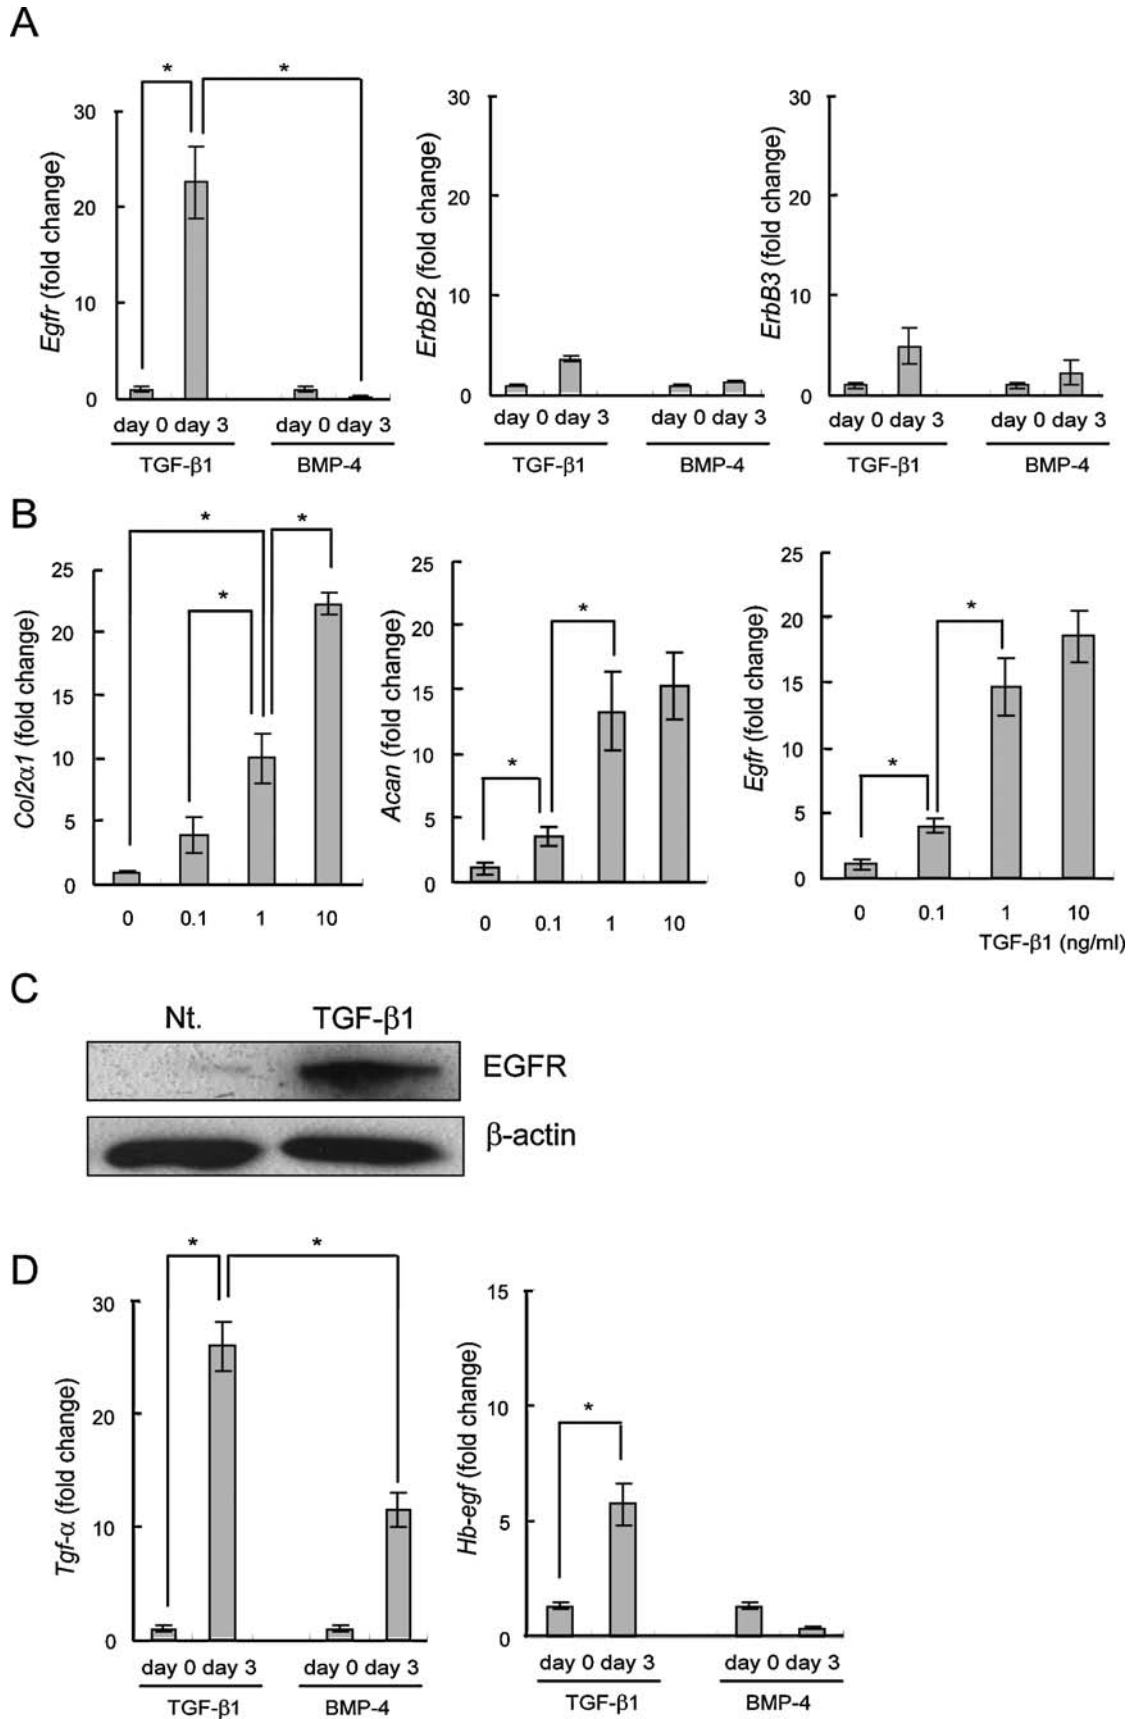 A
* *
30 30 30
20 20 20
10 10 10
0 0 0
Egfr (fold change)
ErbB2 (fold change)
ErbB3 (fold change)
day 0 day 3 day 0 day 3 day 0 day 3 day 0 day 3 day 0 day 3 day 0 day 3
TGF-β1 BMP-4 TGF-β1 BMP-4 TGF-β1 BMP-4
B
* * *
25
20
15
10
5
0
Col2α1 (fold change)
0 0.1 1 10
* *
25
20
15
10
5
0
Acan (fold change)
0 0.1 1 10
* *
25
20
15
10
5
0
Egfr (fold change)
0 0.1 1 10
TGF-β1 (ng/ml)
C
Nt. TGF-β1
EGFR
β-actin
D
* *
30
20
10
0
Tgf-α (fold change)
day 0 day 3 day 0 day 3
TGF-β1 BMP-4
*
15
10
5
0
Hb-egf (fold change)
day 0 day 3 day 0 day 3
TGF-β1 BMP-4